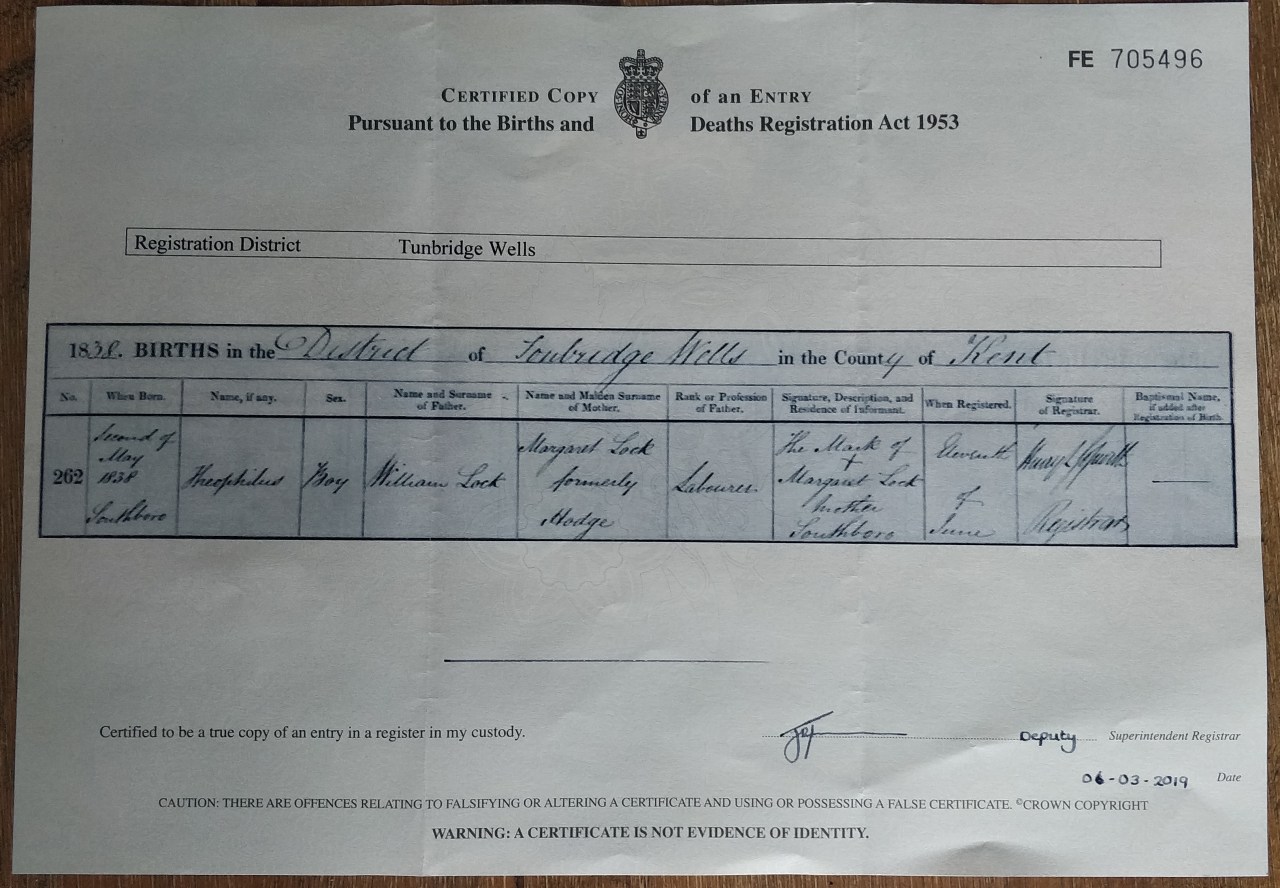 FE 705496
CERTIFIED COPY of an ENTRY
Pursuant to the Births and Deaths Registration Act 1953
Registration District Tunbridge Wells
1838. BIRTHS in the District of Tonbridge Wells in the County of Kent
No. When Born. Name, if any. Sex. Name and Surname of Father. Name and Maiden Surname of Mother. Rank or Profession of Father. Signature, Description, and Residence of Informant. When Registered. Signature of Registrar. Baptismal Name, if added after Registration of Birth.
262
Second of
May
1838
Southboro
Theophilus
Boy
William Lock
Margaret Lock
formerly
Hodge
Labourer
The Mark of
+
Margaret Lock
Mother
Southboro
Eleventh
of
June
Registrar
Certified to be a true copy of an entry in a register in my custody.
Deputy Superintendent Registrar
06-03-2019 Date
CAUTION: THERE ARE OFFENCES RELATING TO FALSIFYING OR ALTERING A CERTIFICATE AND USING OR POSSESSING A FALSE CERTIFICATE. ©CROWN COPYRIGHT
WARNING: A CERTIFICATE IS NOT EVIDENCE OF IDENTITY.